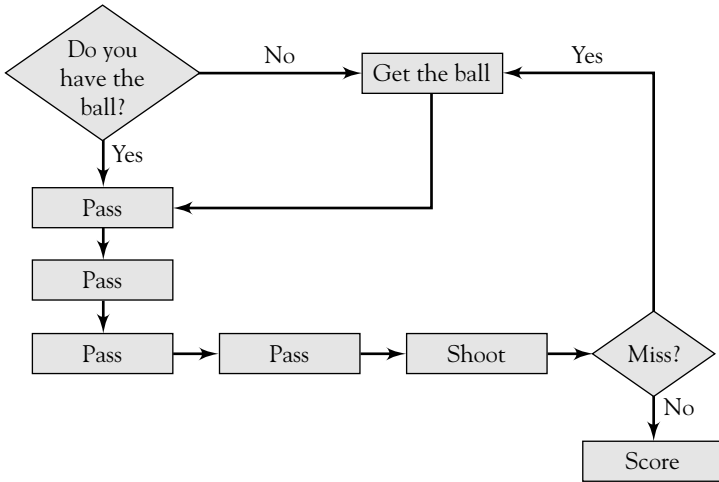 Do you
have the
ball?
No
Get the ball
Yes
Yes
Pass
Pass
Pass
Pass
Shoot
Miss?
No
Score